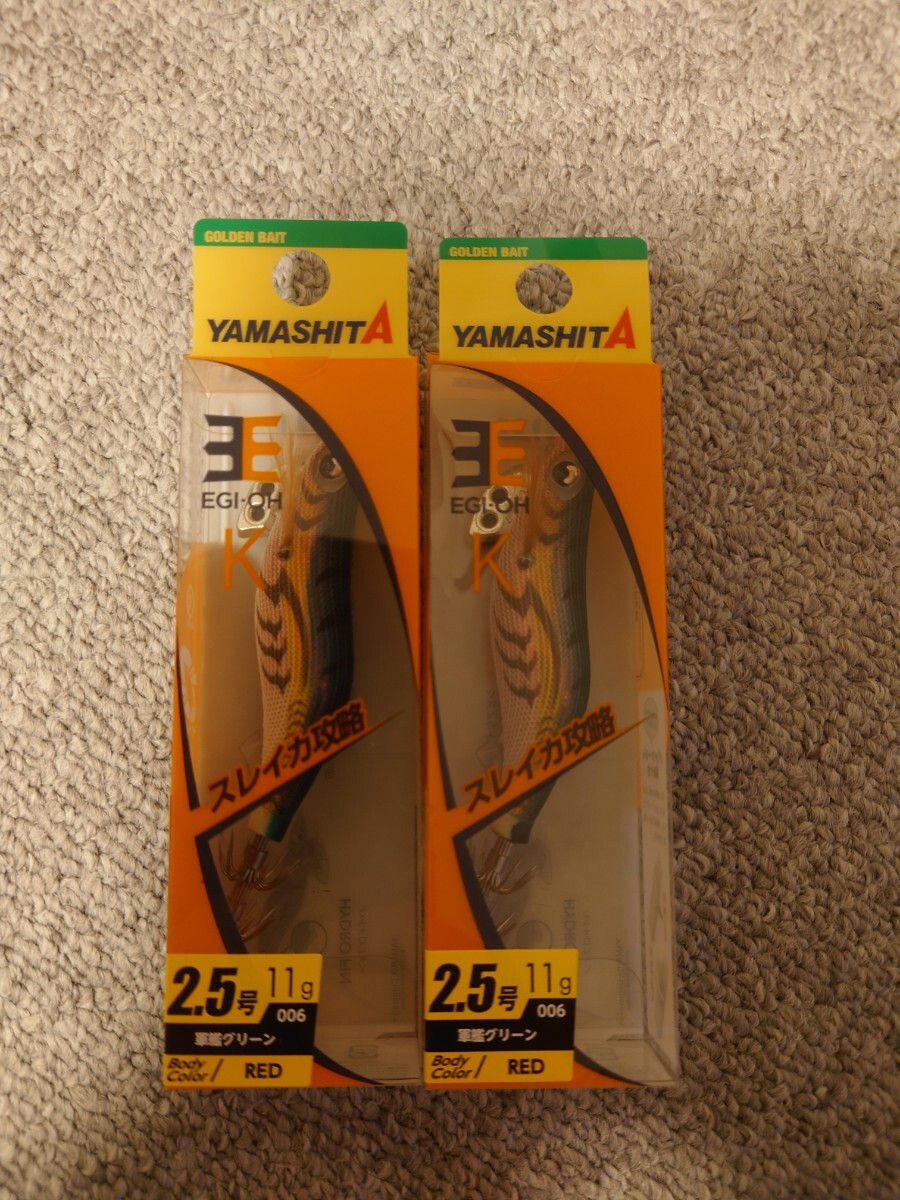 GOLDEN BAIT
YAMASHITA
EGI-OH
K
スレイカ攻略
2.5号 11g
006
軍艦グリーン
Body Color/ RED
GOLDEN BAIT
YAMASHITA
EGI-OH
K
スレイカ攻略
2.5号 11g
006
軍艦グリーン
Body Color/ RED